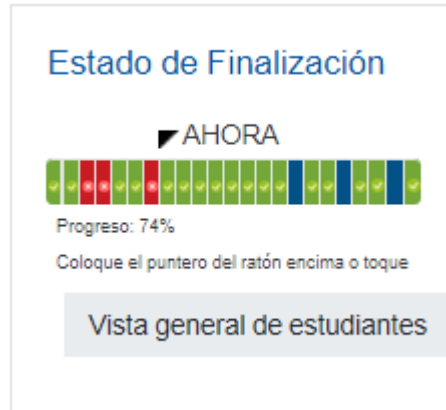 Estado de Finalización
AHORA
Progreso: 74%
Coloque el puntero del ratón encima o toque
Vista general de estudiantes